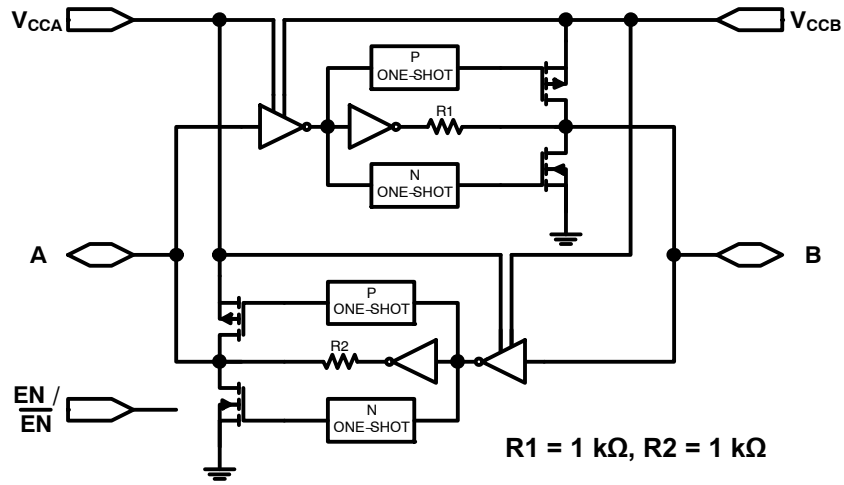 VCCA
VCCB
P
ONE-SHOT
R1
N
ONE-SHOT
A
B
P
ONE-SHOT
R2
N
ONE-SHOT
EN /
EN
R1 = 1 kΩ, R2 = 1 kΩ